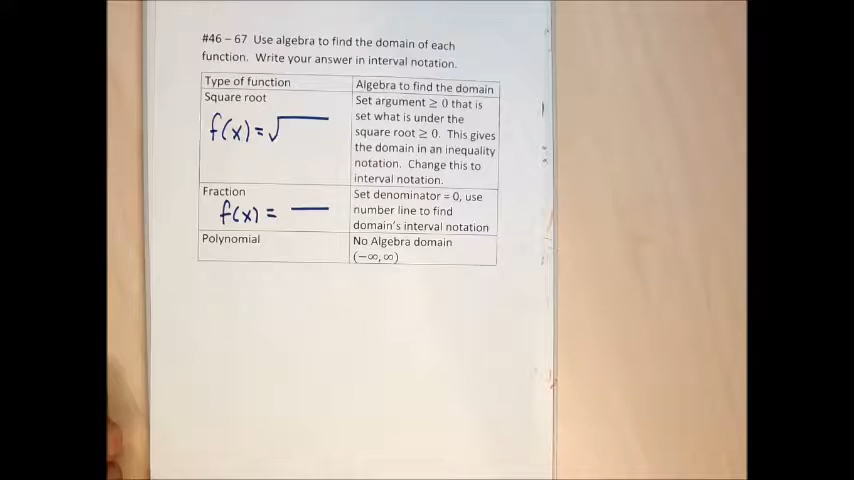 #46 – 67 Use algebra to find the domain of each
function. Write your answer in interval notation.
Type of function
Algebra to find the domain
Square root
f(x) = √
Set argument ≥ 0 that is
set what is under the
square root ≥ 0. This gives
the domain in an inequality
notation. Change this to
interval notation.
Fraction
f(x) = —
Set denominator = 0, use
number line to find
domain's interval notation
Polynomial
No Algebra domain
(−∞, ∞)